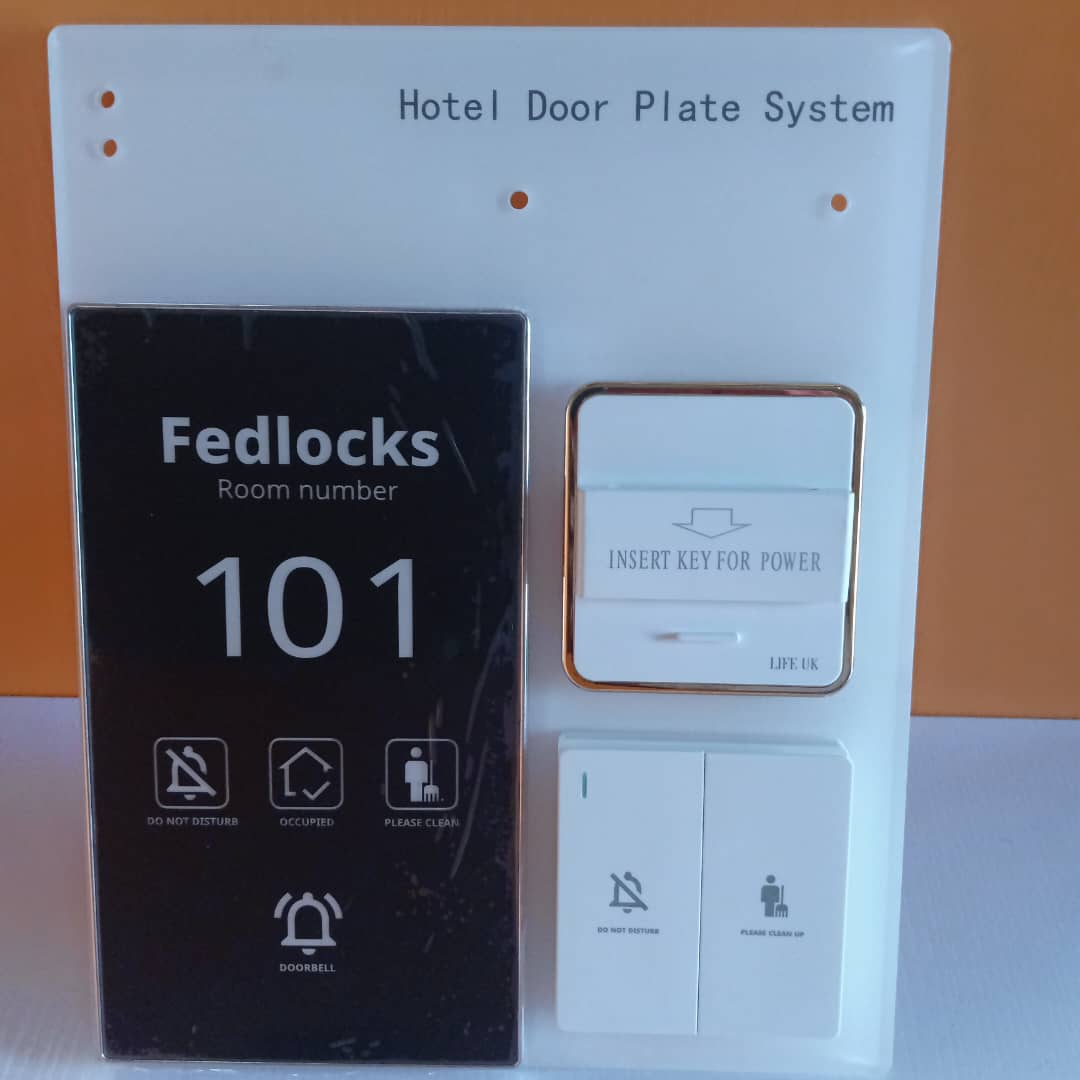 Hotel Door Plate System
Fedlocks
Room number
101
DO NOT DISTURB
OCCUPIED
PLEASE CLEAN
DOORBELL
INSERT KEY FOR POWER
LIFE UK
DO NOT DISTURB
PLEASE CLEAN UP